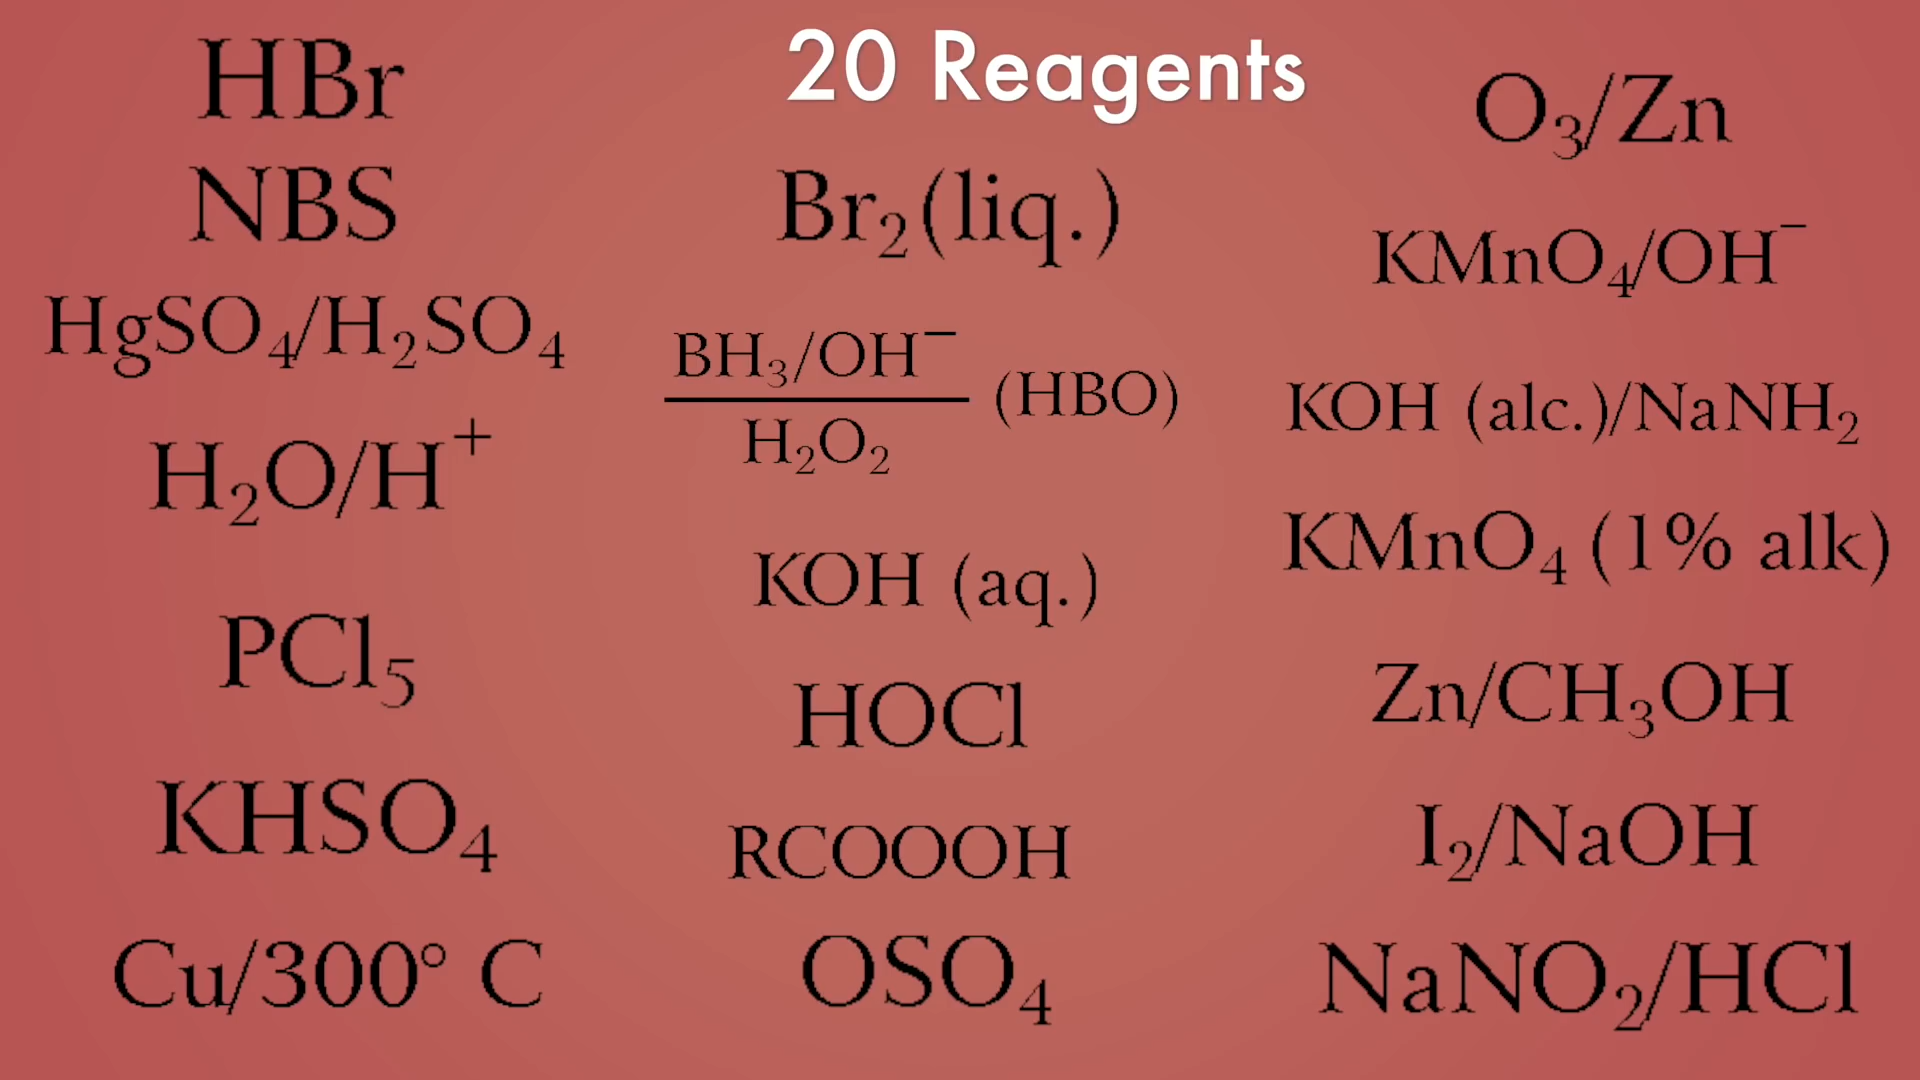 20 Reagents
HBr
NBS
HgSO₄/H₂SO₄
H₂O/H⁺
PCl₅
KHSO₄
Cu/300° C
Br₂(liq.)
BH₃/OH⁻
H₂O₂
(HBO)
KOH (aq.)
HOCl
RCOOOH
OSO₄
O₃/Zn
KMnO₄/OH⁻
KOH (alc.)/NaNH₂
KMnO₄ (1% alk)
Zn/CH₃OH
I₂/NaOH
NaNO₂/HCl